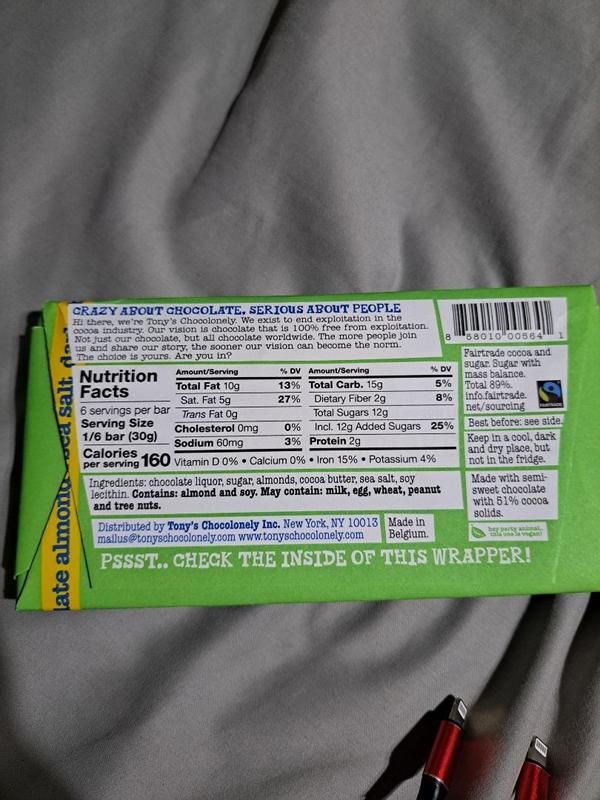 CRAZY ABOUT CHOCOLATE, SERIOUS ABOUT PEOPLE
Hi there, we're Tony's Chocolonely. We exist to end exploitation in the
cocoa industry. Our vision is chocolate that is 100% free from exploitation.
Not just our chocolate, but all chocolate worldwide. The more people join
us and share our story, the sooner our vision can become the norm.
The choice is yours. Are you in?
Nutrition
Facts
6 servings per bar
Serving Size
1/6 bar (30g)
Calories
per serving 160
Amount/Serving % DV
Total Fat 10g 13%
Sat. Fat 5g 27%
Trans Fat 0g
Cholesterol 0mg 0%
Sodium 60mg 3%
Amount/Serving % DV
Total Carb. 15g 5%
Dietary Fiber 2g 8%
Total Sugars 12g
Incl. 12g Added Sugars 25%
Protein 2g
Vitamin D 0% • Calcium 0% • Iron 15% • Potassium 4%
Ingredients: chocolate liquor, sugar, almonds, cocoa butter, sea salt, soy
lecithin. Contains: almond and soy. May contain: milk, egg, wheat, peanut
and tree nuts.
Distributed by Tony's Chocolonely Inc. New York, NY 10013
mailus@tonyschocolonely.com www.tonyschocolonely.com
Made in
Belgium.
PSSST.. CHECK THE INSIDE OF THIS WRAPPER!
8 58010 00564 1
Fairtrade cocoa and
sugar. Sugar with
mass balance.
Total 89%.
info.fairtrade.
net/sourcing
FAIRTRADE
Best before: see side.
Keep in a cool, dark
and dry place, but
not in the fridge.
Made with semi-
sweet chocolate
with 51% cocoa
solids.
hey party animal,
this one is vegan!
late almond sea salt